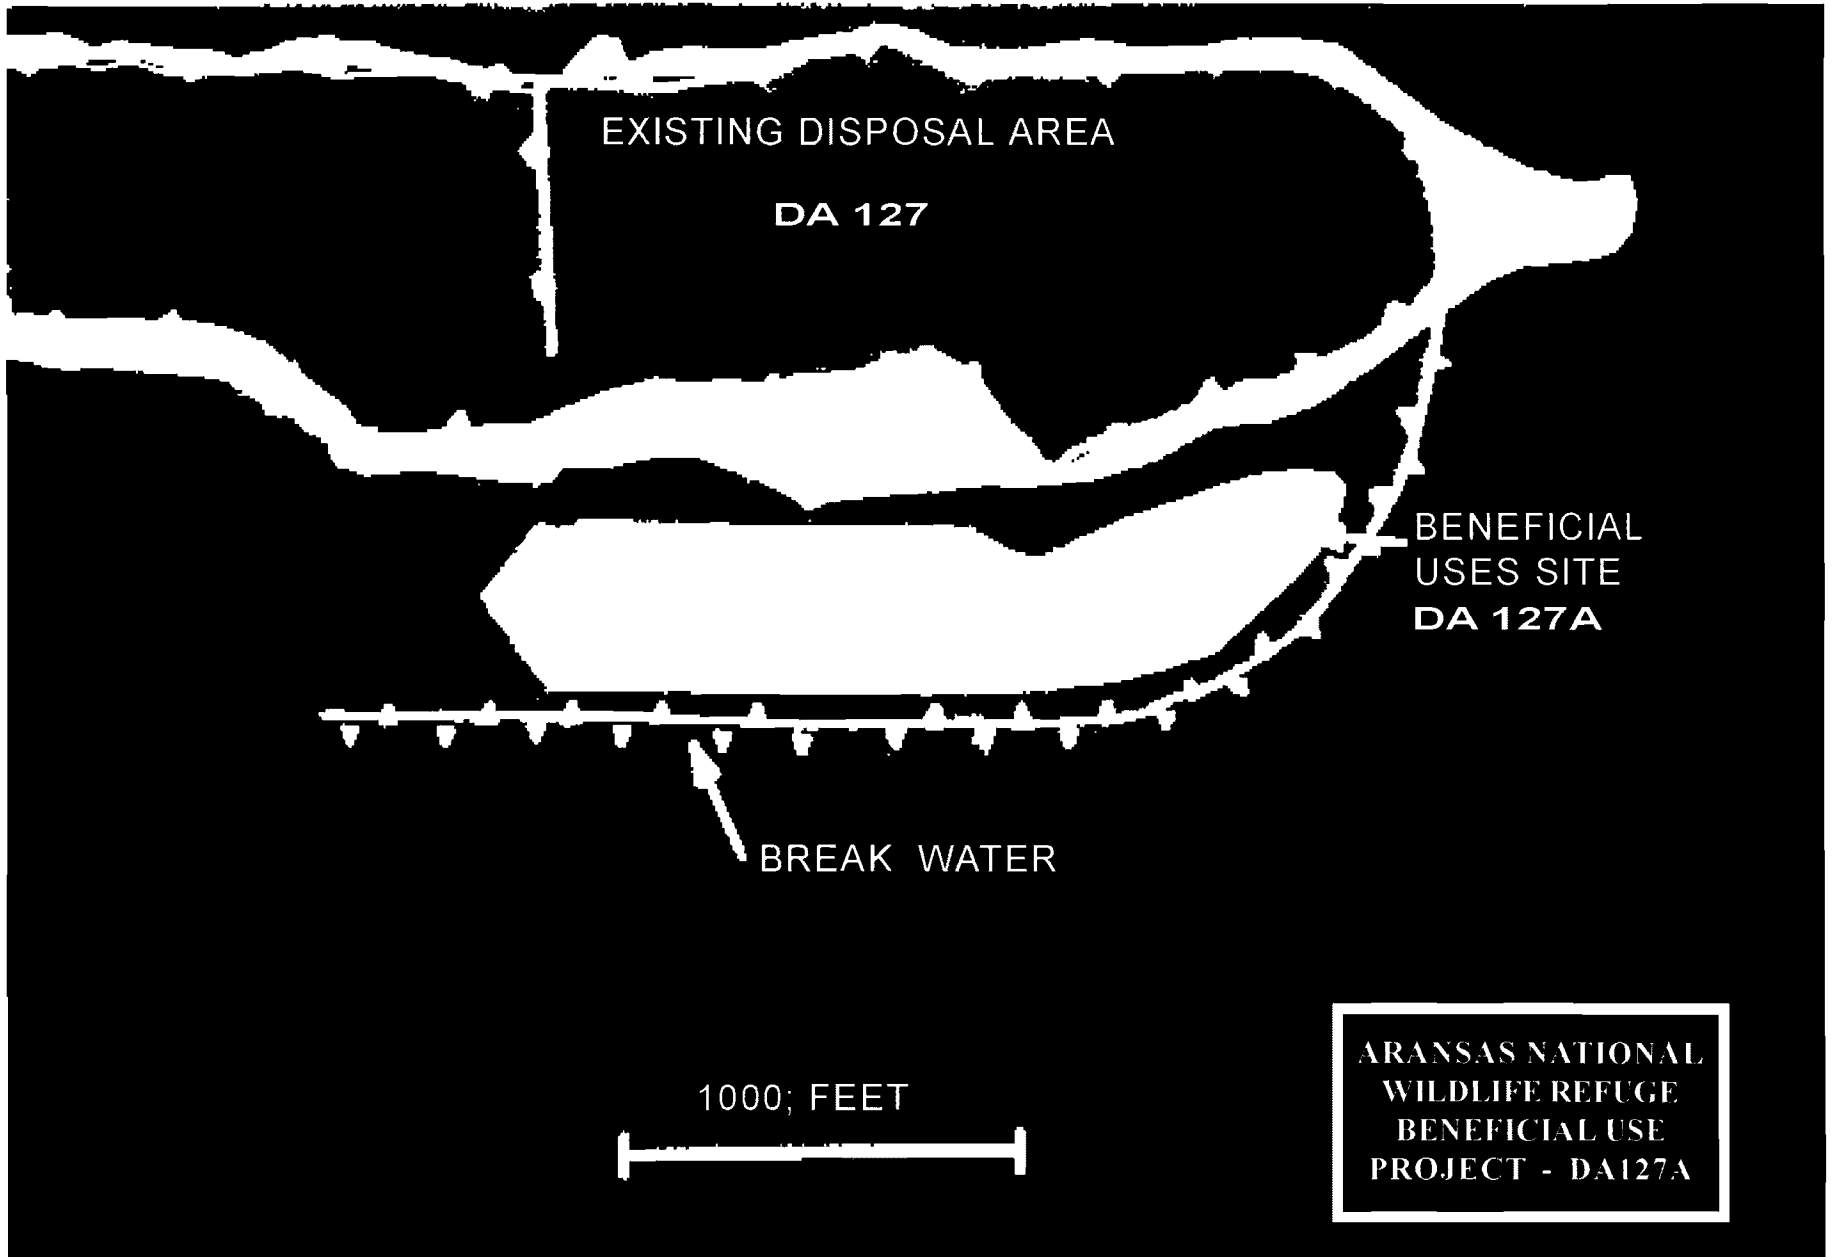 EXISTING DISPOSAL AREA
DA 127
BENEFICIAL
USES SITE
DA 127A
BREAK WATER
1000; FEET
ARANSAS NATIONAL
WILDLIFE REFUGE
BENEFICIAL USE
PROJECT - DA127A